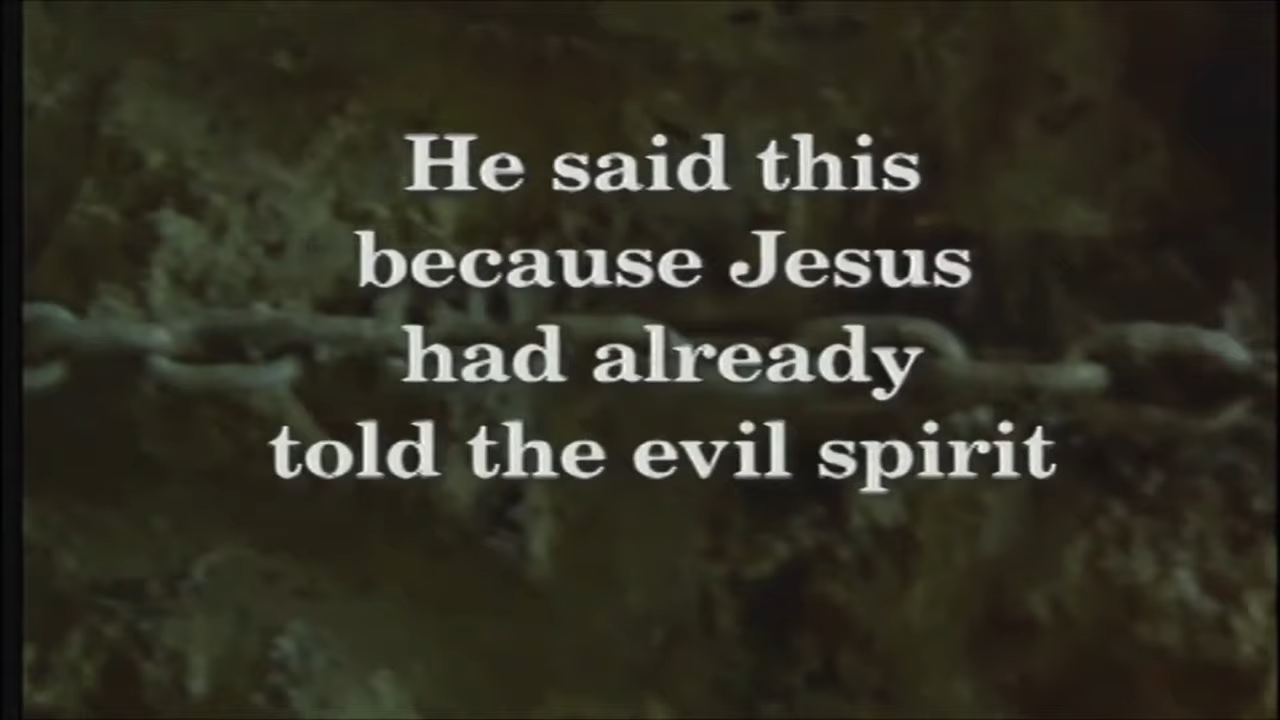 He said this
because Jesus
had already
told the evil spirit